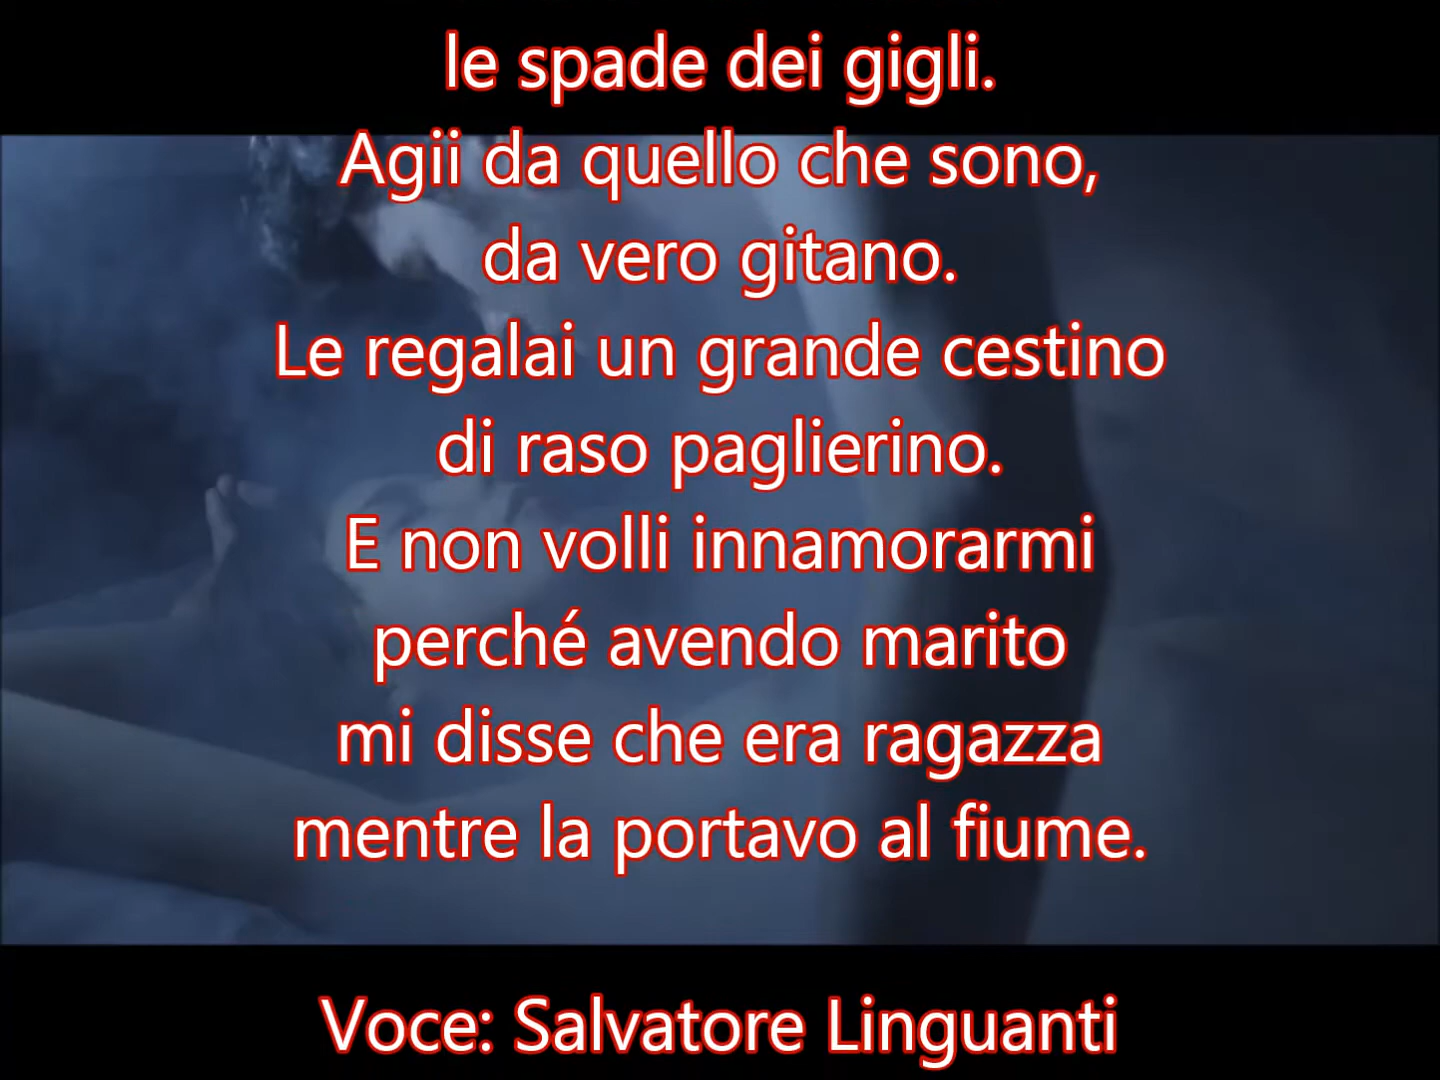 le spade dei gigli.
Agii da quello che sono,
da vero gitano.
Le regalai un grande cestino
di raso paglierino.
E non volli innamorarmi
perché avendo marito
mi disse che era ragazza
mentre la portavo al fiume.
Voce: Salvatore Linguanti